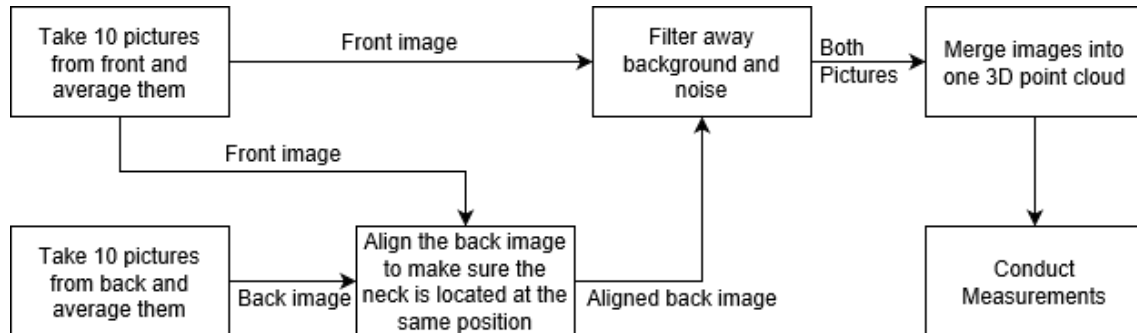 Take 10 pictures
from front and
average them
Front image
Filter away
background and
noise
Both
Pictures
Merge images into
one 3D point cloud
Front image
Take 10 pictures
from back and
average them
Back image
Align the back image
to make sure the
neck is located at the
same position
Aligned back image
Conduct
Measurements